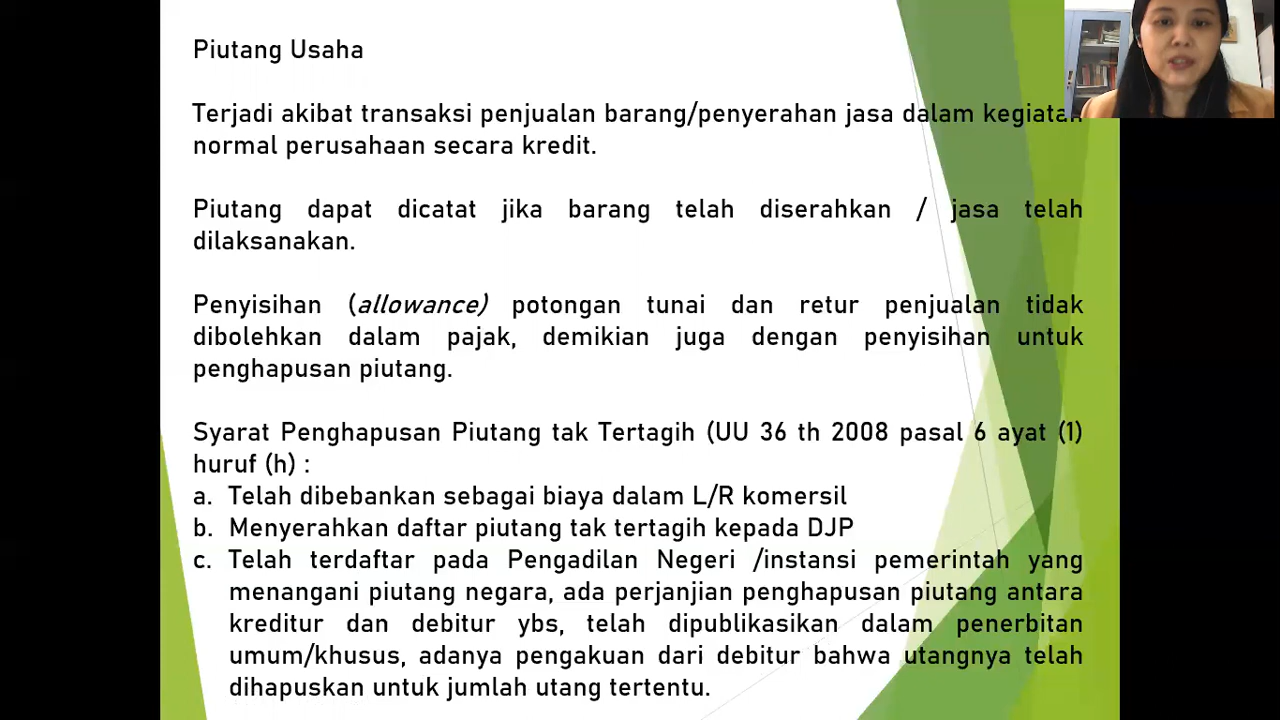 Piutang Usaha
Terjadi akibat transaksi penjualan barang/penyerahan jasa dalam kegiatan
normal perusahaan secara kredit.
Piutang dapat dicatat jika barang telah diserahkan / jasa telah
dilaksanakan.
Penyisihan (allowance) potongan tunai dan retur penjualan tidak
dibolehkan dalam pajak, demikian juga dengan penyisihan untuk
penghapusan piutang.
Syarat Penghapusan Piutang tak Tertagih (UU 36 th 2008 pasal 6 ayat (1)
huruf (h) :
a. Telah dibebankan sebagai biaya dalam L/R komersil
b. Menyerahkan daftar piutang tak tertagih kepada DJP
c. Telah terdaftar pada Pengadilan Negeri /instansi pemerintah yang
menangani piutang negara, ada perjanjian penghapusan piutang antara
kreditur dan debitur ybs, telah dipublikasikan dalam penerbitan
umum/khusus, adanya pengakuan dari debitur bahwa utangnya telah
dihapuskan untuk jumlah utang tertentu.